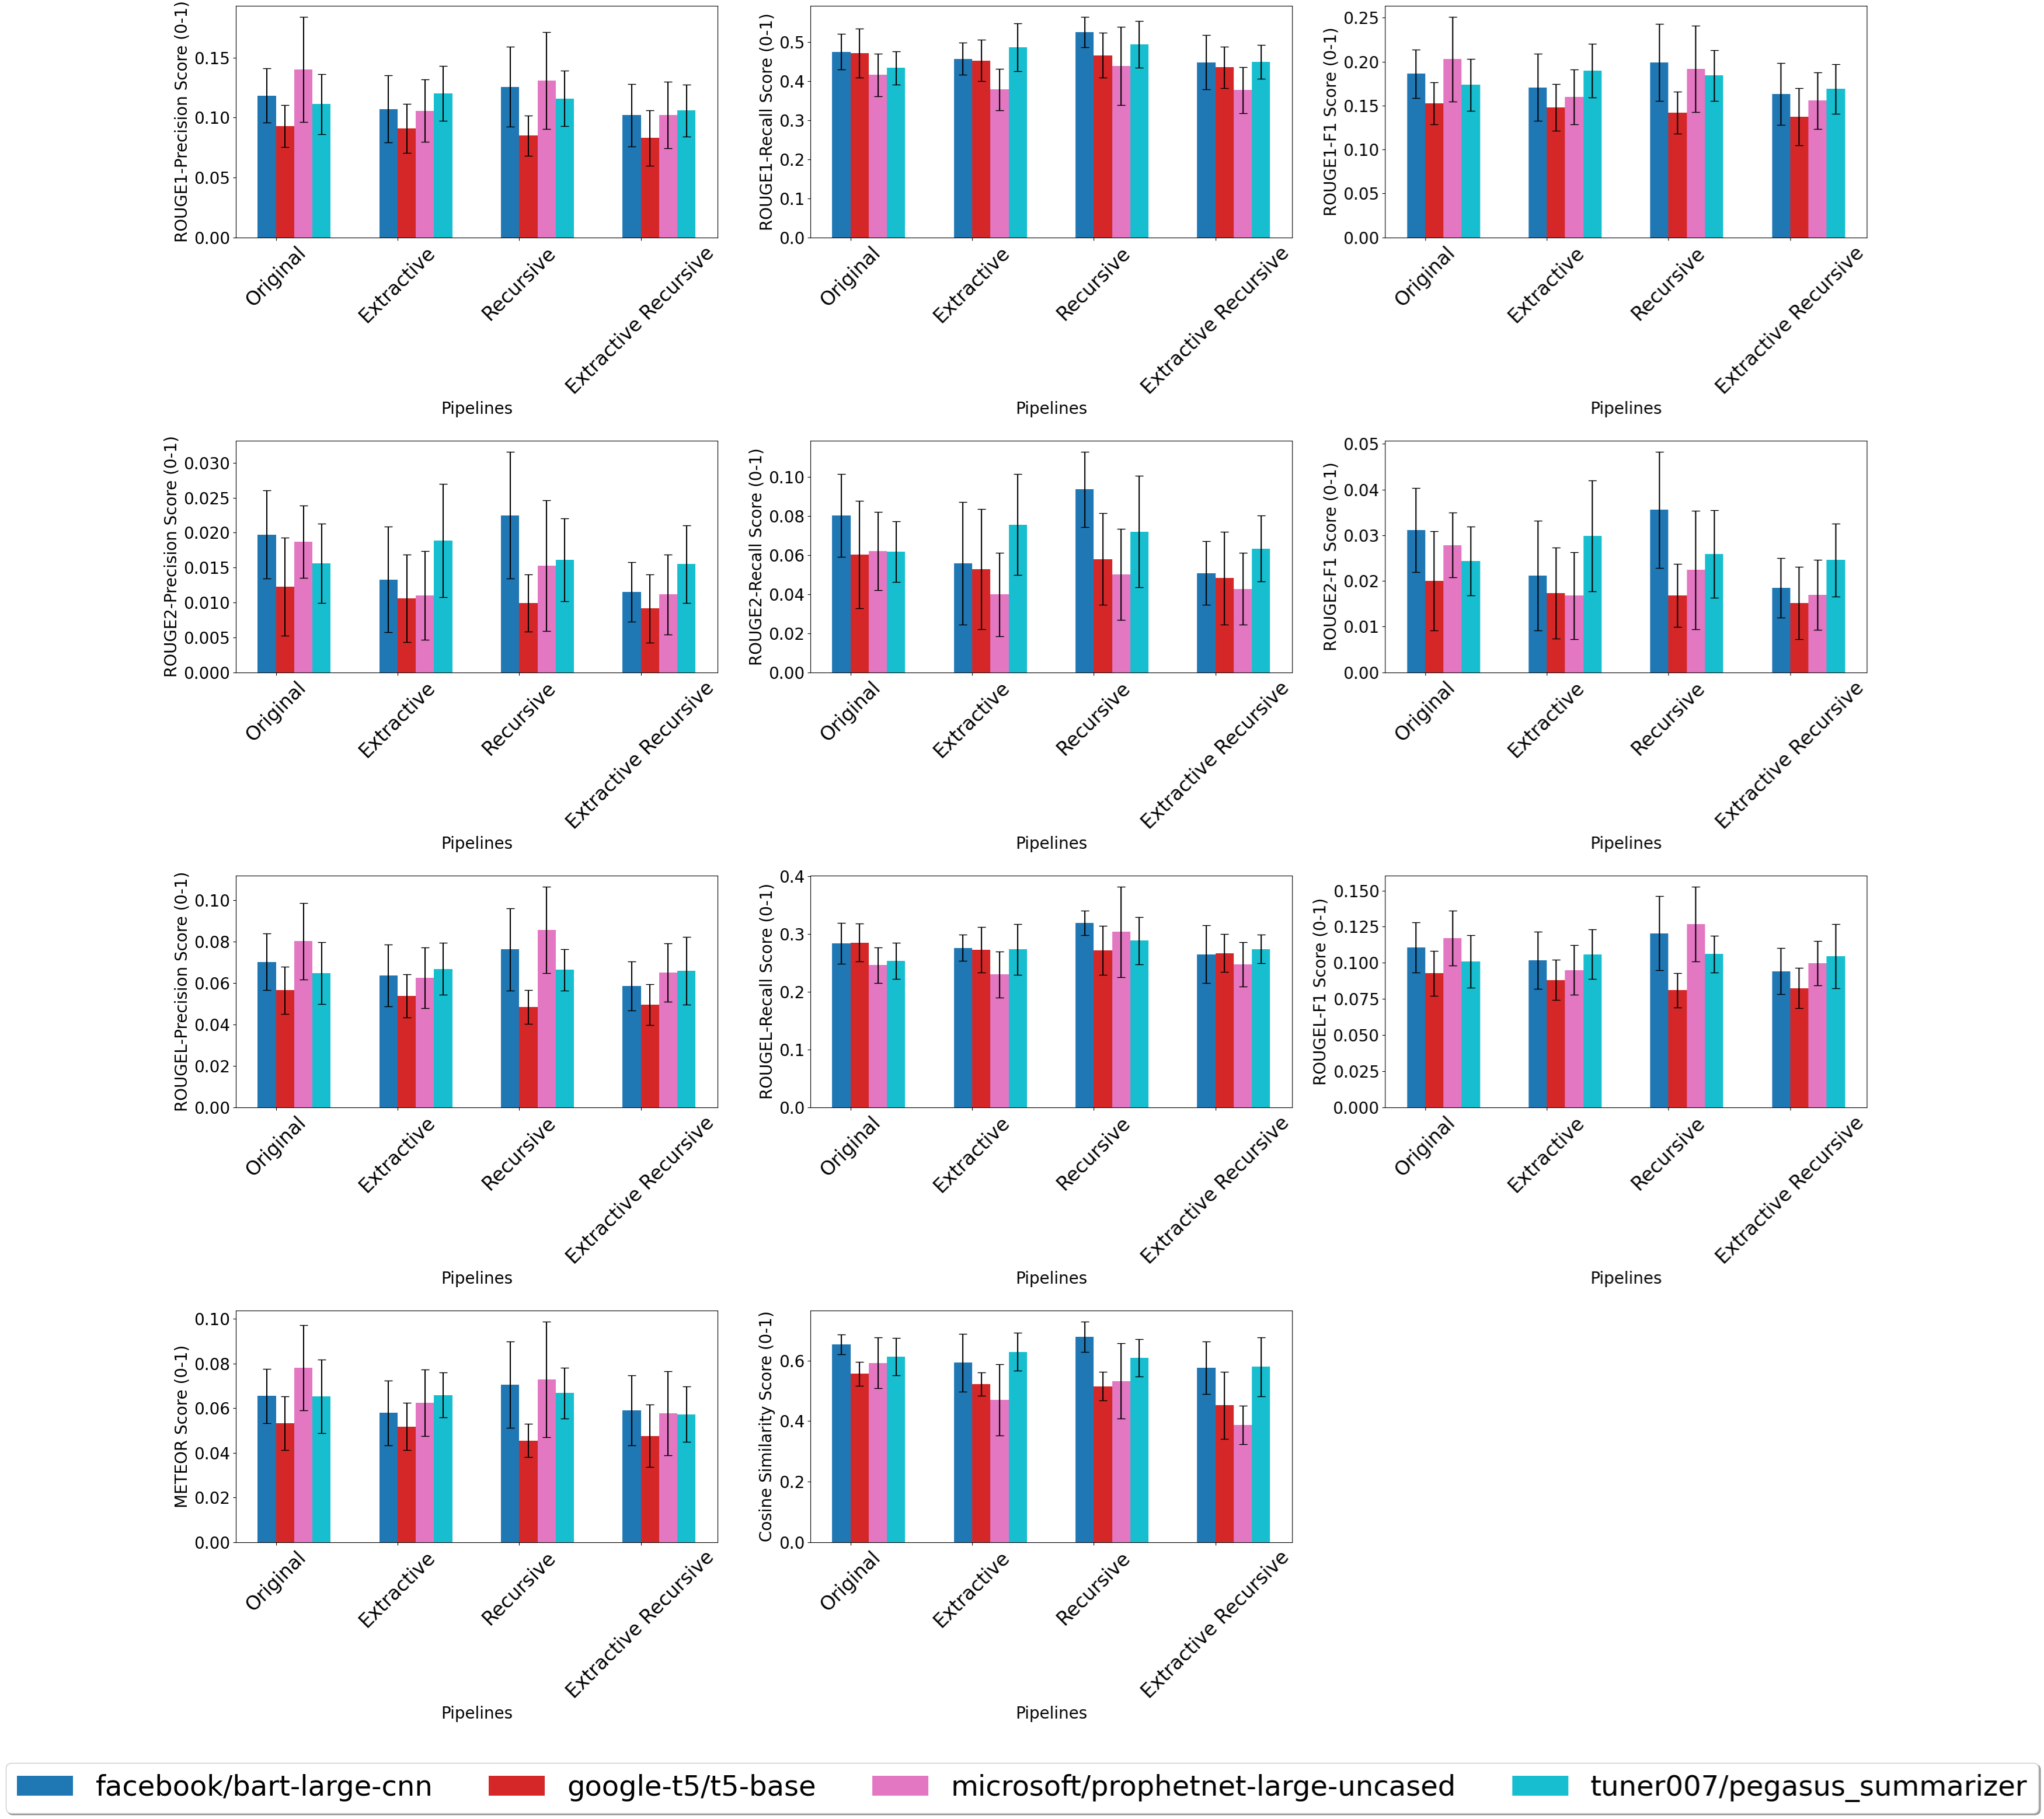 ROUGE1-Precision Score (0-1)
0.15
0.10
0.05
0.00
Original
Extractive
Recursive
Extractive Recursive
Pipelines
ROUGE1-Recall Score (0-1)
0.5
0.4
0.3
0.2
0.1
0.0
Original
Extractive
Recursive
Extractive Recursive
Pipelines
ROUGE1-F1 Score (0-1)
0.25
0.20
0.15
0.10
0.05
0.00
Original
Extractive
Recursive
Extractive Recursive
Pipelines
ROUGE2-Precision Score (0-1)
0.030
0.025
0.020
0.015
0.010
0.005
0.000
Original
Extractive
Recursive
Extractive Recursive
Pipelines
ROUGE2-Recall Score (0-1)
0.10
0.08
0.06
0.04
0.02
0.00
Original
Extractive
Recursive
Extractive Recursive
Pipelines
ROUGE2-F1 Score (0-1)
0.05
0.04
0.03
0.02
0.01
0.00
Original
Extractive
Recursive
Extractive Recursive
Pipelines
ROUGEL-Precision Score (0-1)
0.10
0.08
0.06
0.04
0.02
0.00
Original
Extractive
Recursive
Extractive Recursive
Pipelines
ROUGEL-Recall Score (0-1)
0.4
0.3
0.2
0.1
0.0
Original
Extractive
Recursive
Extractive Recursive
Pipelines
ROUGEL-F1 Score (0-1)
0.150
0.125
0.100
0.075
0.050
0.025
0.000
Original
Extractive
Recursive
Extractive Recursive
Pipelines
METEOR Score (0-1)
0.10
0.08
0.06
0.04
0.02
0.00
Original
Extractive
Recursive
Extractive Recursive
Pipelines
Cosine Similarity Score (0-1)
0.6
0.4
0.2
0.0
Original
Extractive
Recursive
Extractive Recursive
Pipelines
facebook/bart-large-cnn
google-t5/t5-base
microsoft/prophetnet-large-uncased
tuner007/pegasus_summarizer